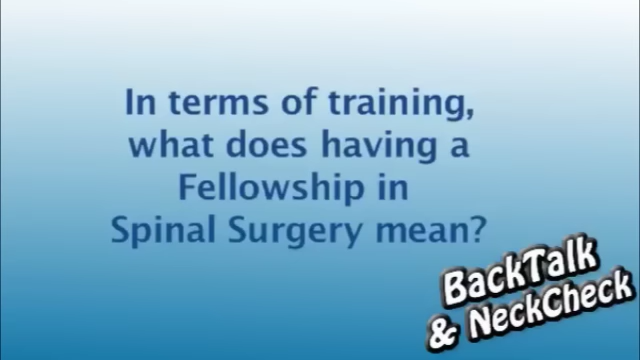 In terms of training,
what does having a
Fellowship in
Spinal Surgery mean?
BackTalk
& NeckCheck